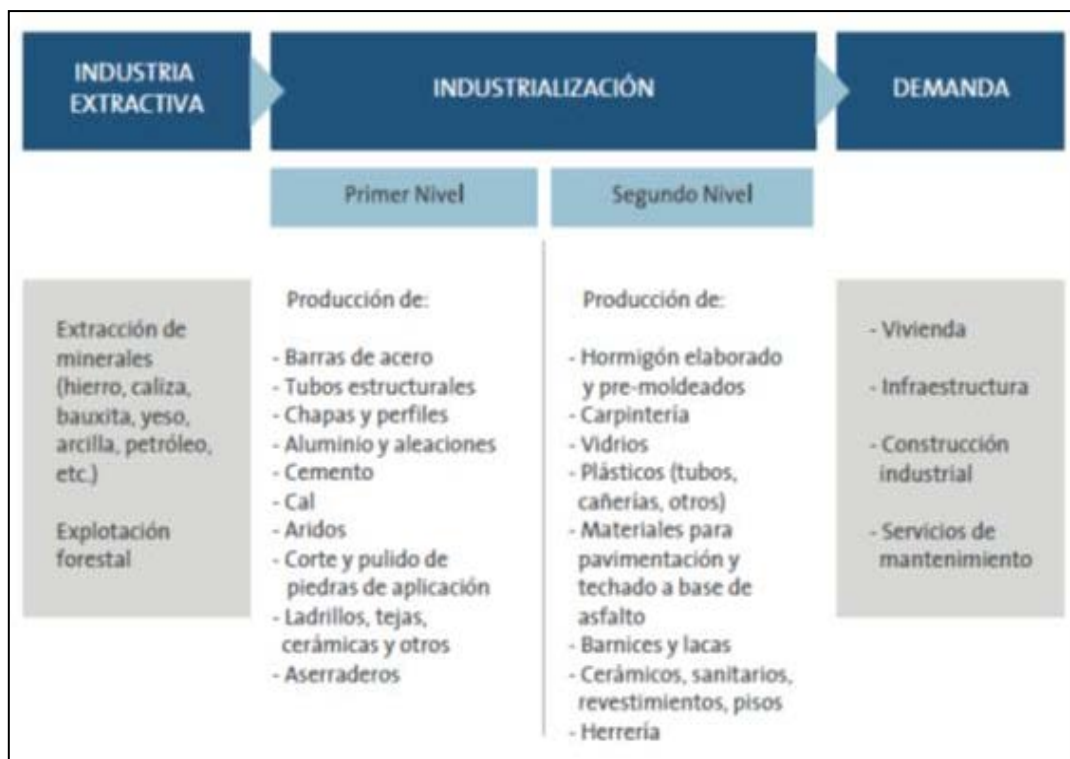 INDUSTRIA
EXTRACTIVA
INDUSTRIALIZACIÓN
DEMANDA
Primer Nivel
Segundo Nivel
Extracción de
minerales
(hierro, caliza,
bauxita, yeso,
arcilla, petróleo,
etc.)
Explotación
forestal
Producción de:
- Barras de acero
- Tubos estructurales
- Chapas y perfiles
- Aluminio y aleaciones
- Cemento
- Cal
- Aridos
- Corte y pulido de
piedras de aplicación
- Ladrillos, tejas,
cerámicas y otros
- Aserraderos
Producción de:
- Hormigón elaborado
y pre-moldeados
- Carpintería
- Vidrios
- Plásticos (tubos,
cañerías, otros)
- Materiales para
pavimentación y
techado a base de
asfalto
- Barnices y lacas
- Cerámicos, sanitarios,
revestimientos, pisos
- Herrería
- Vivienda
- Infraestructura
- Construcción
industrial
- Servicios de
mantenimiento